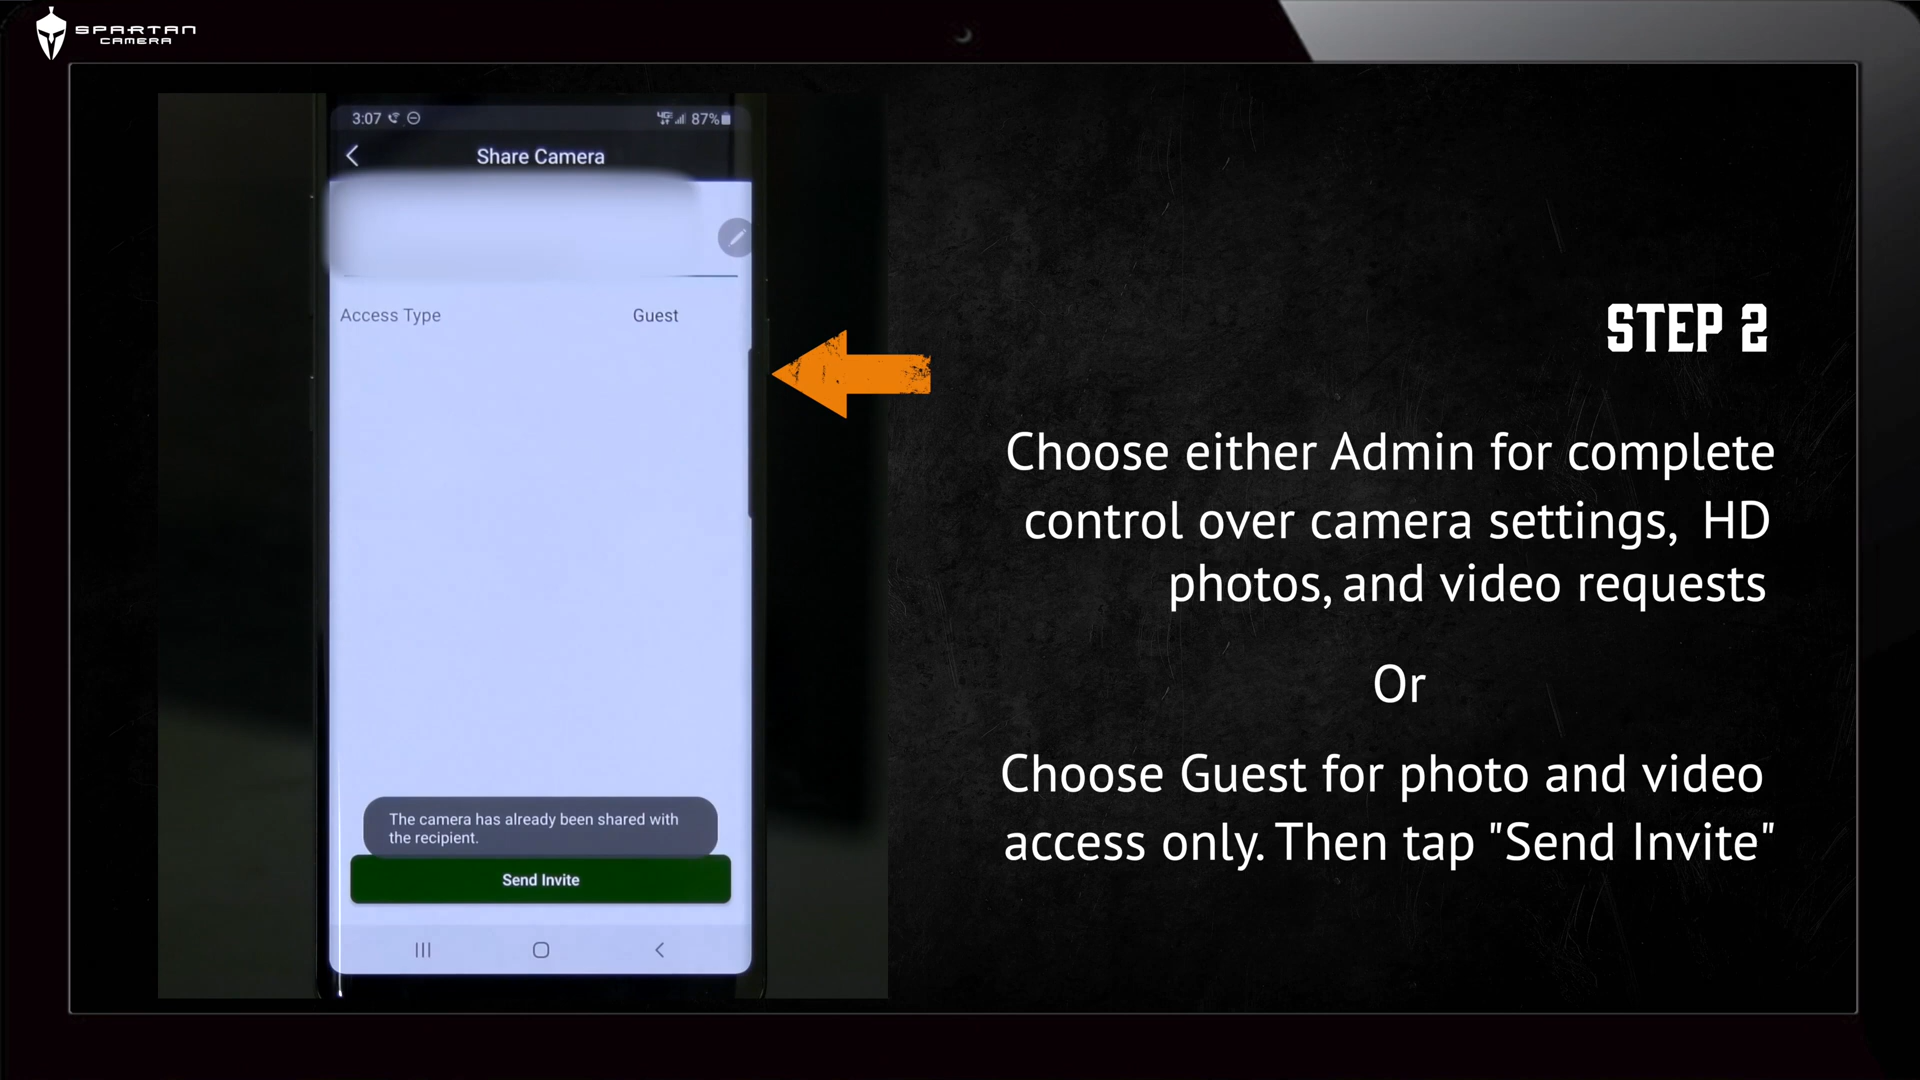 SPARTAN
CAMERA
3:07
4G 87%
Share Camera
Access Type Guest
The camera has already been shared with
the recipient.
Send Invite
STEP 2
Choose either Admin for complete
control over camera settings, HD
photos, and video requests
Or
Choose Guest for photo and video
access only. Then tap "Send Invite"